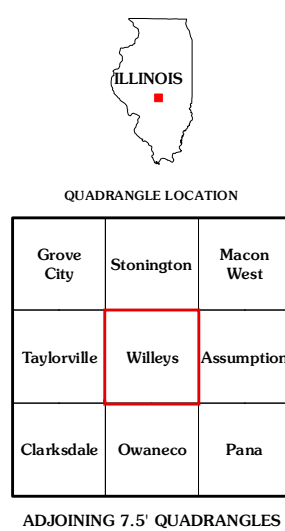 ILLINOIS
QUADRANGLE LOCATION
Grove
City
Stonington
Macon
West
Taylorville
Willeys
Assumption
Clarksdale
Owaneco
Pana
ADJOINING 7.5' QUADRANGLES